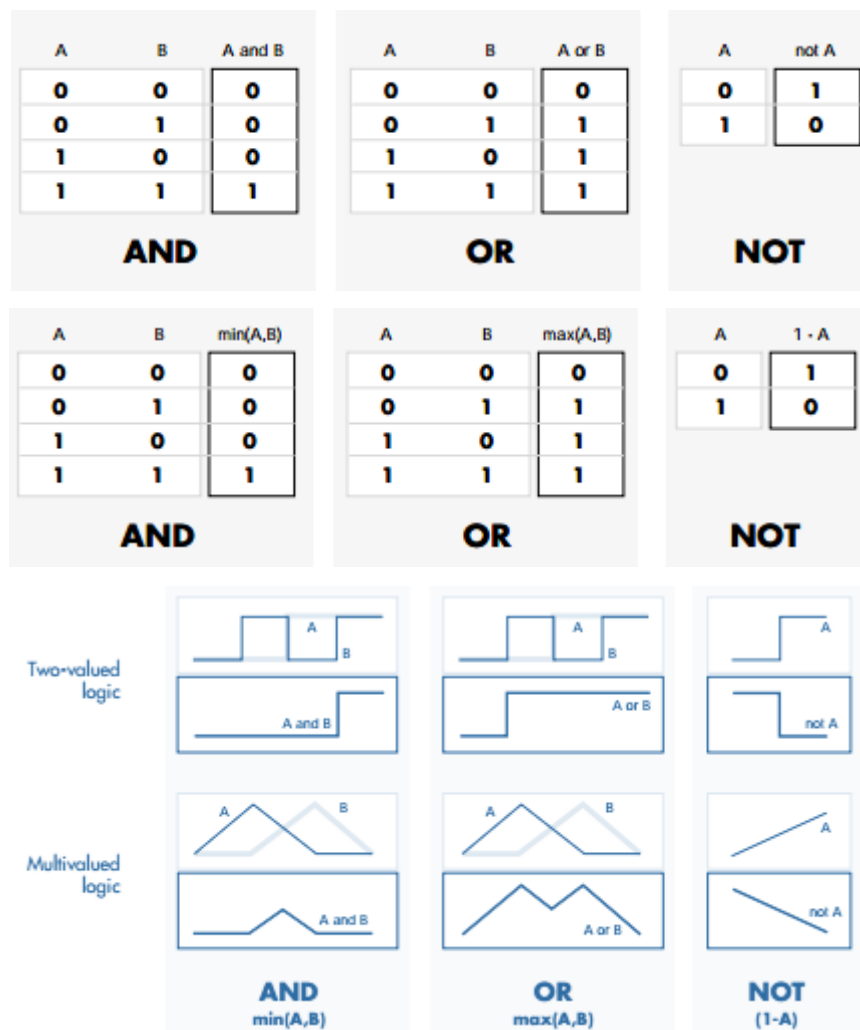 A B A and B
0 0 0
0 1 0
1 0 0
1 1 1
AND
A B A or B
0 0 0
0 1 1
1 0 1
1 1 1
OR
A not A
0 1
1 0
NOT
A B min(A,B)
0 0 0
0 1 0
1 0 0
1 1 1
AND
A B max(A,B)
0 0 0
0 1 1
1 0 1
1 1 1
OR
A 1 - A
0 1
1 0
NOT
Two-valued
logic
A
B
A and B
A
B
A or B
A
not A
Multivalued
logic
A B
A and B
A B
A or B
A
not A
AND
min(A,B)
OR
max(A,B)
NOT
(1-A)